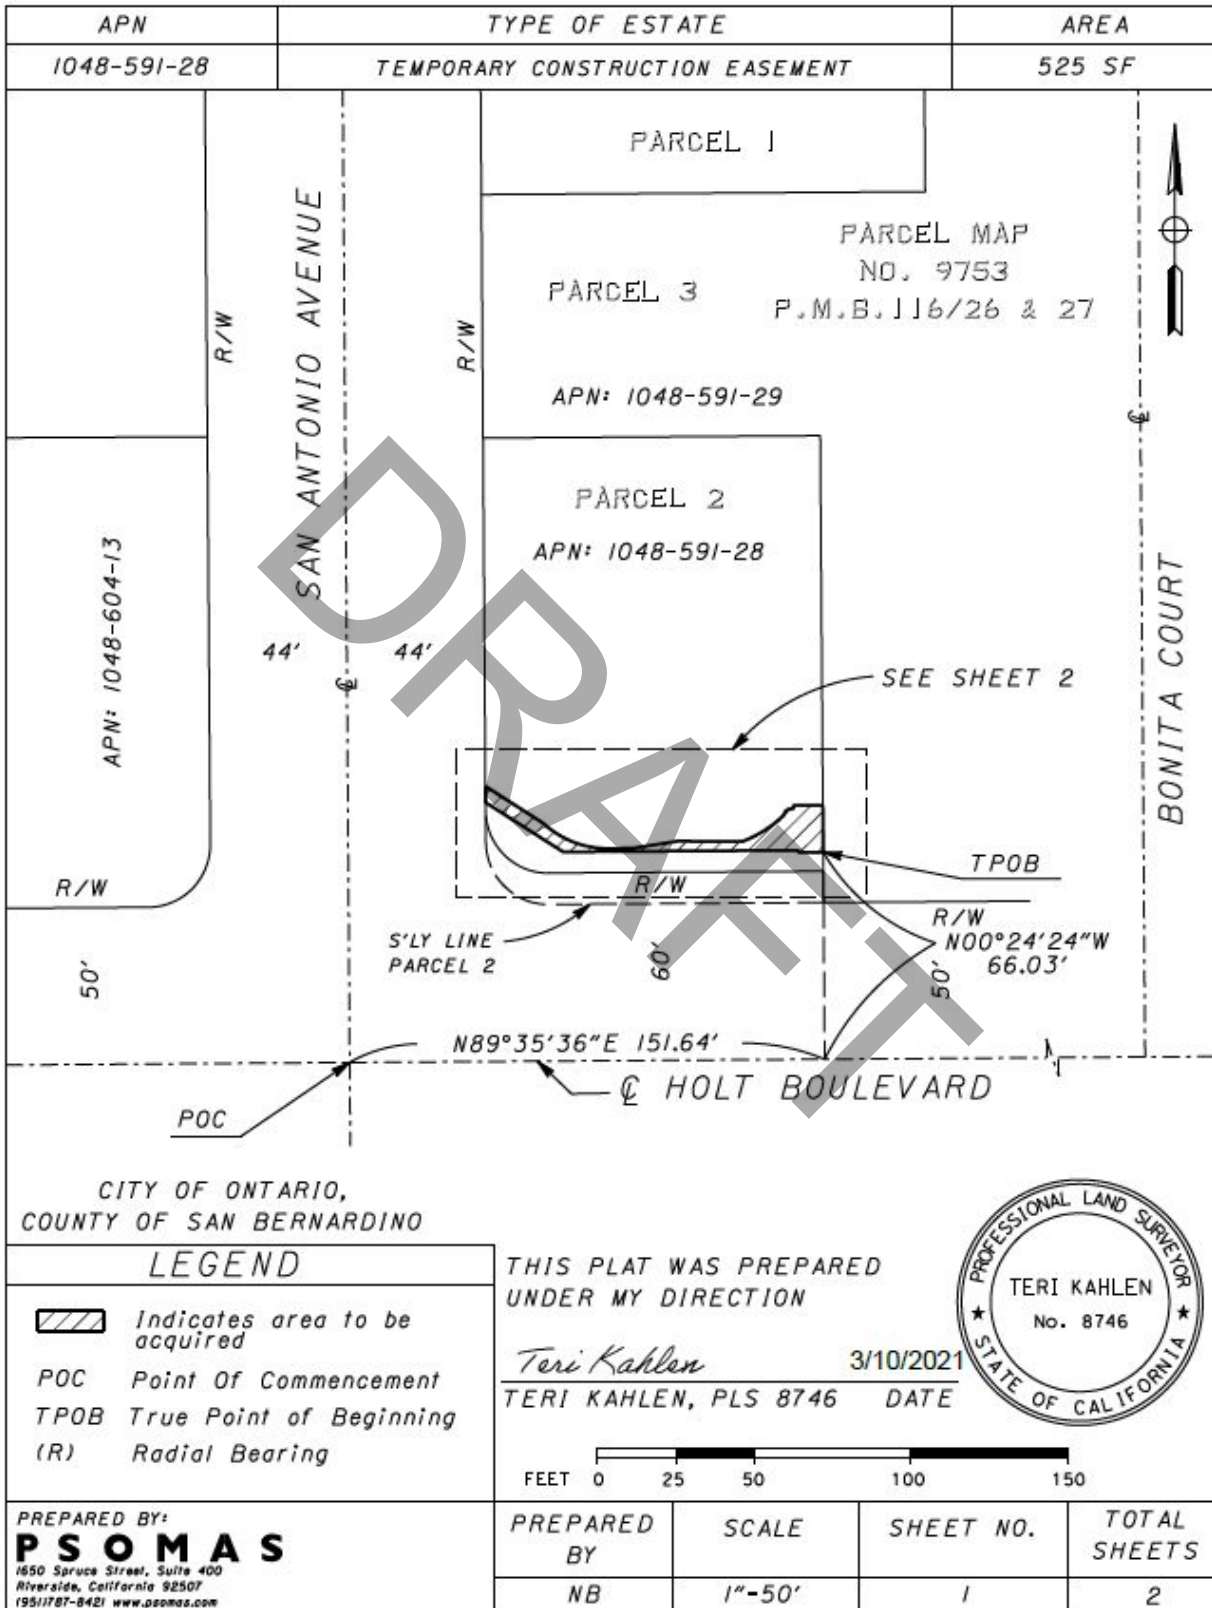 APN TYPE OF ESTATE AREA
1048-591-28 TEMPORARY CONSTRUCTION EASEMENT 525 SF
PARCEL 1
SAN ANTONIO AVENUE
R/W
R/W
PARCEL 3
PARCEL MAP
NO. 9753
P.M.B.116/26 & 27
APN: 1048-591-29
℄
PARCEL 2
APN: 1048-591-28
APN: 1048-604-13
44'
44'
℄
SEE SHEET 2
BONITA COURT
DRAFT
TPOB
R/W
R/W
R/W
N00°24'24"W
66.03'
S'LY LINE
PARCEL 2
50'
60'
50'
N89°35'36"E 151.64'
℄ HOLT BOULEVARD
POC
CITY OF ONTARIO,
COUNTY OF SAN BERNARDINO
LEGEND
Indicates area to be
acquired
POC Point Of Commencement
TPOB True Point of Beginning
(R) Radial Bearing
THIS PLAT WAS PREPARED
UNDER MY DIRECTION
Teri Kahlen 3/10/2021
TERI KAHLEN, PLS 8746 DATE
PROFESSIONAL LAND SURVEYOR
TERI KAHLEN
No. 8746
★ STATE OF CALIFORNIA ★
FEET 0 25 50 100 150
PREPARED BY:
PSOMAS
1650 Spruce Street, Suite 400
Riverside, California 92507
(951)787-8421 www.psomas.com
PREPARED
BY
SCALE
SHEET NO.
TOTAL
SHEETS
NB 1"-50' 1 2